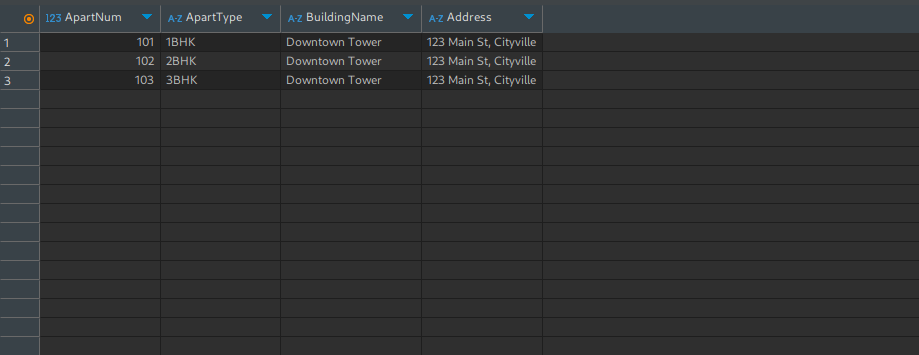 123 ApartNum A-Z ApartType A-Z BuildingName A-Z Address
1 101 1BHK Downtown Tower 123 Main St, Cityville
2 102 2BHK Downtown Tower 123 Main St, Cityville
3 103 3BHK Downtown Tower 123 Main St, Cityville